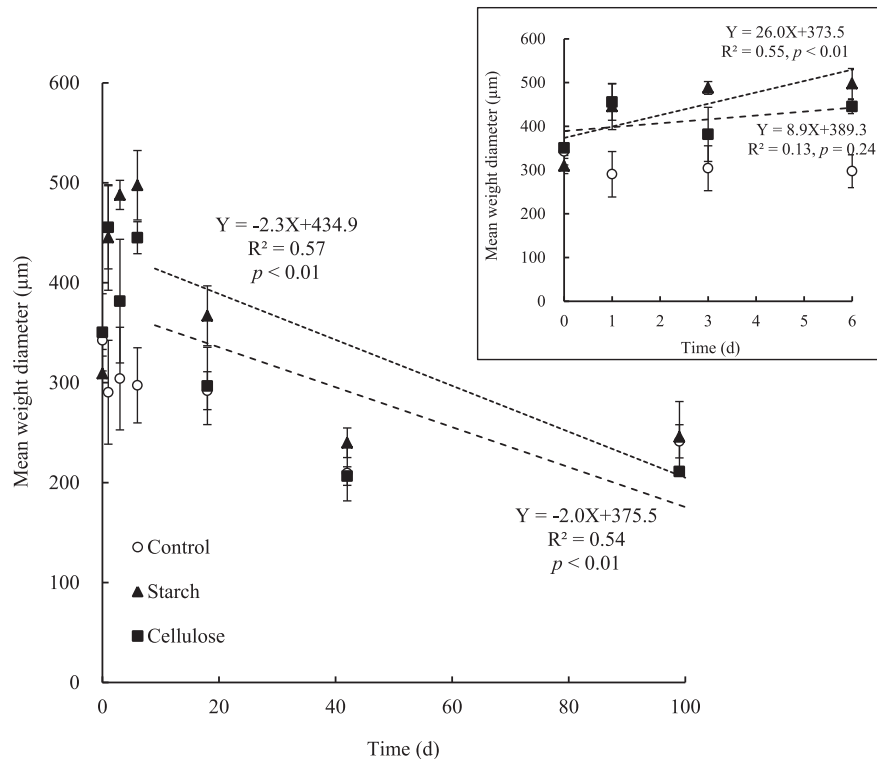 600
500
400
300
200
100
0
0
20
40
60
80
100
Mean weight diameter (µm)
Time (d)
Y = -2.3X+434.9
R² = 0.57
p < 0.01
Y = -2.0X+375.5
R² = 0.54
p < 0.01
Control
Starch
Cellulose
600
500
400
300
200
100
0
0
1
2
3
4
5
6
Mean weight diameter (µm)
Time (d)
Y = 26.0X+373.5
R² = 0.55, p < 0.01
Y = 8.9X+389.3
R² = 0.13, p = 0.24